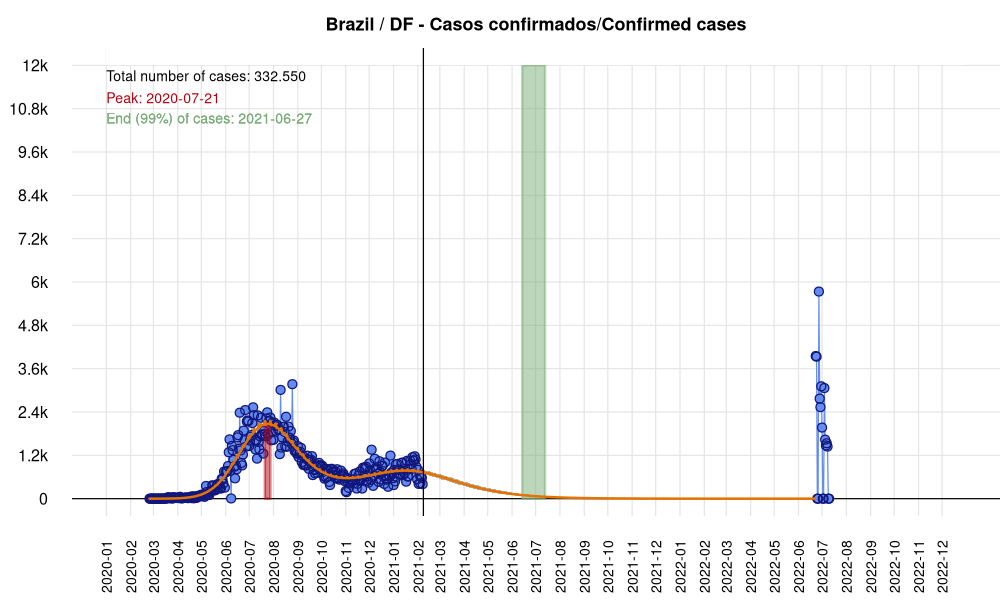 Brazil / DF - Casos confirmados/Confirmed cases
12k
10.8k
9.6k
8.4k
7.2k
6k
4.8k
3.6k
2.4k
1.2k
0
Total number of cases: 332.550
Peak: 2020-07-21
End (99%) of cases: 2021-06-27
2020-01
2020-02
2020-03
2020-04
2020-05
2020-06
2020-07
2020-08
2020-09
2020-10
2020-11
2020-12
2021-01
2021-02
2021-03
2021-04
2021-05
2021-06
2021-07
2021-08
2021-09
2021-10
2021-11
2021-12
2022-01
2022-02
2022-03
2022-04
2022-05
2022-06
2022-07
2022-08
2022-09
2022-10
2022-11
2022-12